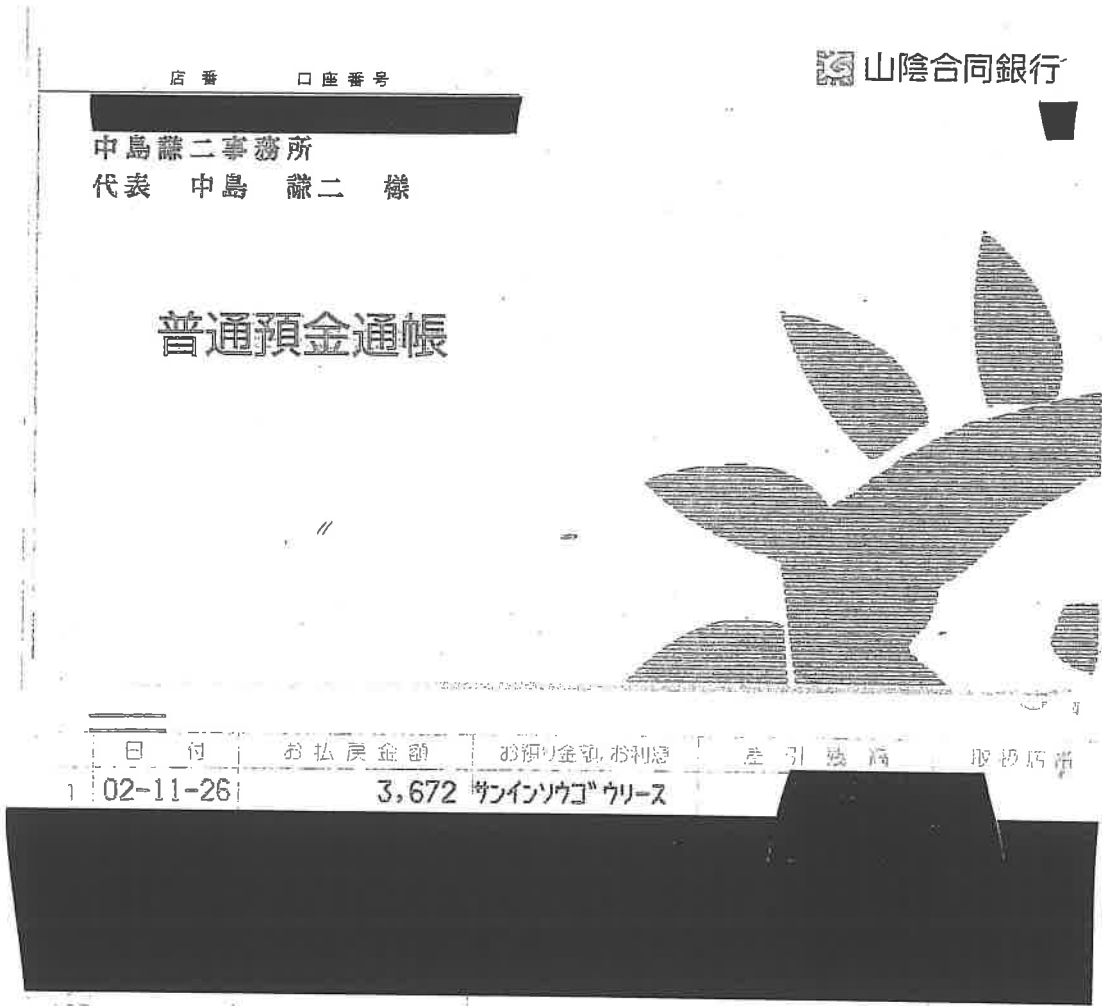 店番 口座番号
山陰合同銀行
中島謙二事務所
代表 中島 謙二 様
普通預金通帳
日付 お払戻金額 お預り金額,お利息 差引残高 取扱店番
1 02-11-26 3,672 サンインソウゴウリース